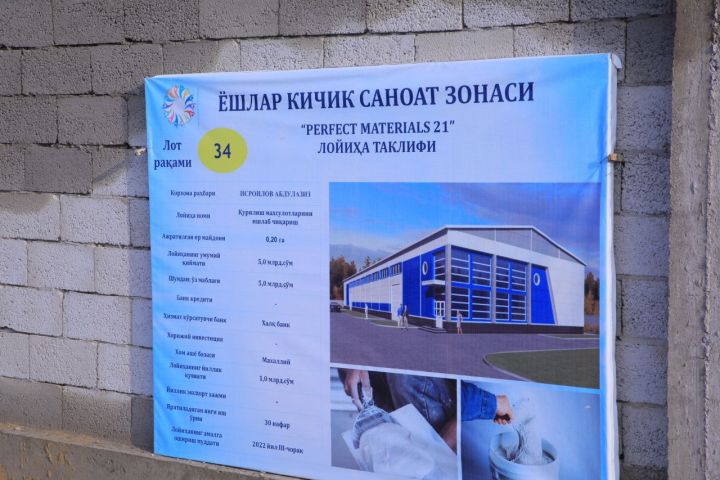 ЁШЛАР КИЧИК САНОАТ ЗОНАСИ
"PERFECT MATERIALS 21"
ЛОЙИҲА ТАКЛИФИ
Лот
рақами
34
Корхона раҳбари
ИСРОИЛОВ АБДУЛАЗИЗ
Лойиҳа номи
Қурилиш махсулотларини
ишлаб чиқариш
Ажратилган ер майдони
0,20 га
Лойиҳанинг умумий
қиймати
5,0 млрд.сўм
Шундан: ўз маблағи
5,0 млрд.сўм
Банк кредити
-
Хизмат кўрсатувчи банк
Халқ банк
Хорижий инвестиция
-
Хом ашё базаси
Маҳаллий
Лойиҳанинг йиллик
қуввати
1,0 млрд.сўм
Йиллик экспорт ҳажми
-
Яратиладиган янги иш
ўрни
30 нафар
Лойиҳанинг амалга
ошириш муддати
2022 йил III-чорак